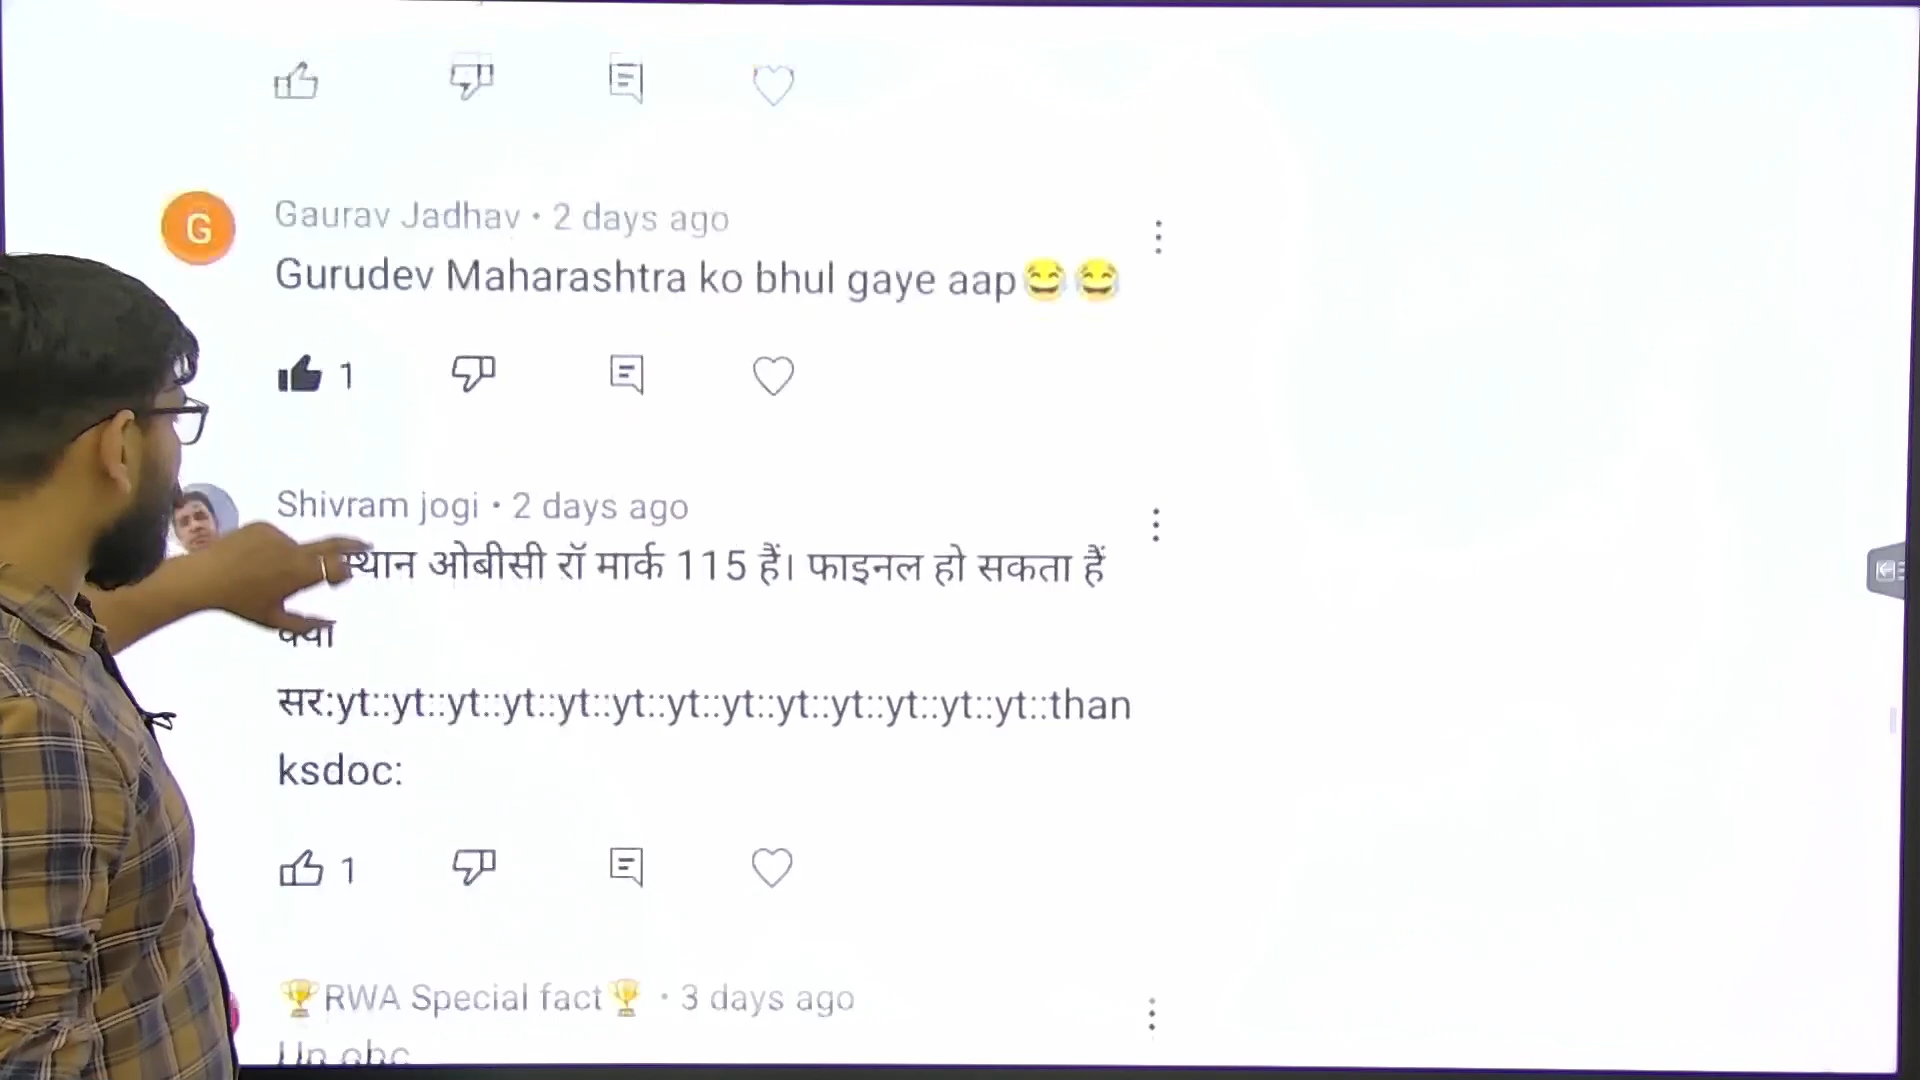 G
Gaurav Jadhav • 2 days ago
Gurudev Maharashtra ko bhul gaye aap😂😂
1
Shivram jogi • 2 days ago
ओबीसी रॉ मार्क 115 हैं। फाइनल हो सकता हैं
क्या
सर:yt::yt::yt::yt::yt::yt::yt::yt::yt::yt::yt::yt::yt::than
ksdoc:
1
🏆RWA Special fact🏆 • 3 days ago
Up obc